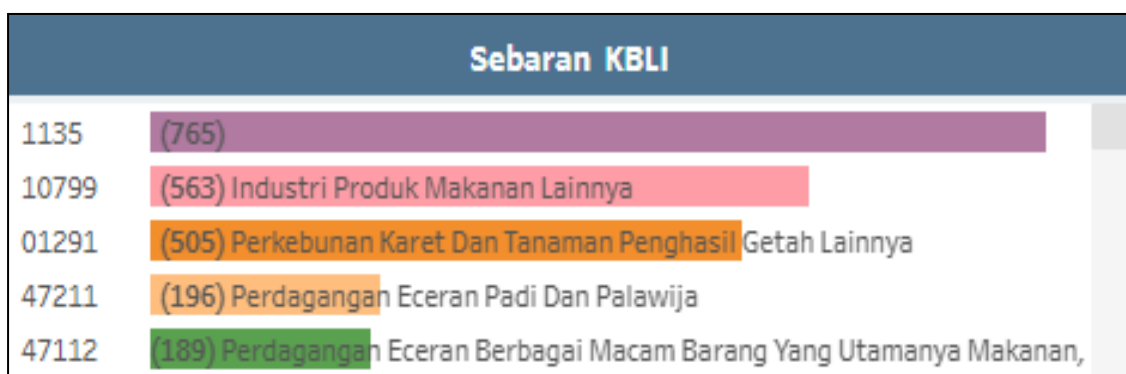 Sebaran KBLI
1135 (765)
10799 (563) Industri Produk Makanan Lainnya
01291 (505) Perkebunan Karet Dan Tanaman Penghasil Getah Lainnya
47211 (196) Perdagangan Eceran Padi Dan Palawija
47112 (189) Perdagangan Eceran Berbagai Macam Barang Yang Utamanya Makanan,